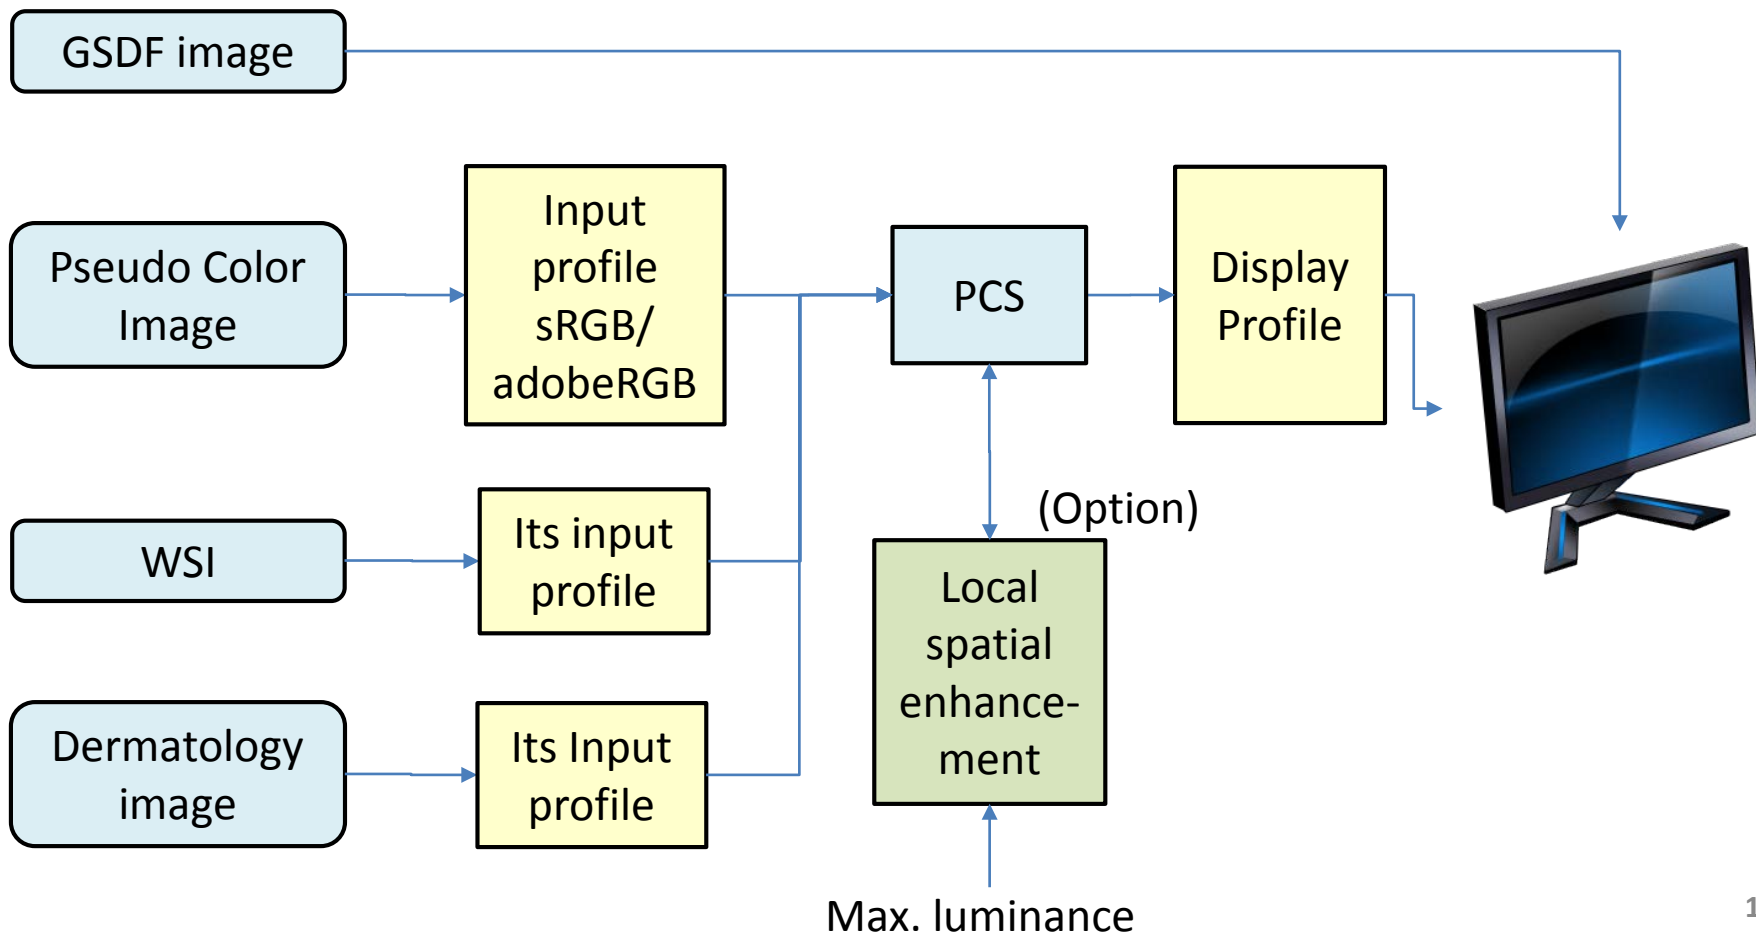 GSDF image
Pseudo Color
Image
Input
profile
sRGB/
adobeRGB
PCS
Display
Profile
WSI
Its input
profile
(Option)
Local
spatial
enhance-
ment
Dermatology
image
Its Input
profile
Max. luminance
1